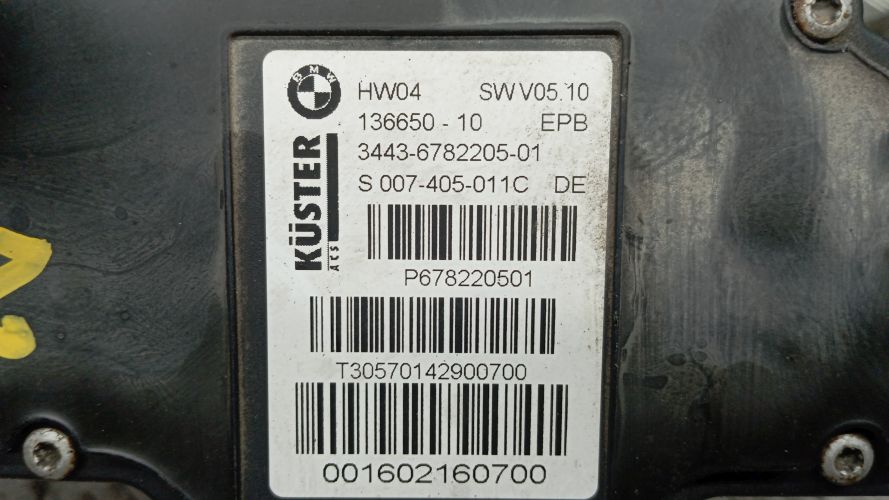 BMW
HW04 SW V05.10
136650 - 10 EPB
3443-6782205-01
S 007-405-011C DE
KÜSTER
ACS
P678220501
T30570142900700
001602160700